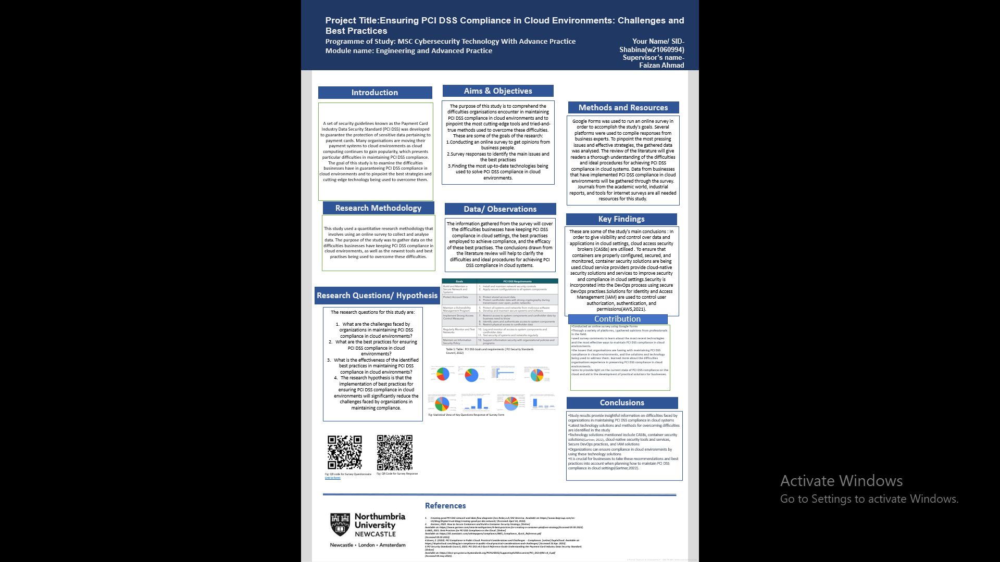 Project Title:Ensuring PCI DSS Compliance in Cloud Environments: Challenges and
Best Practices
Programme of Study: MSC Cybersecurity Technology With Advance Practice
Module name: Engineering and Advanced Practice
Your Name/ SID-
Shabina(w21060994)
Supervisor's name-
Faizan Ahmad
Introduction
A set of security guidelines known as the Payment Card
Industry Data Security Standard (PCI DSS) was developed
to guarantee the protection of sensitive data pertaining to
payment cards. Many organisations are moving their
payment systems to cloud environments as cloud
computing continues to gain popularity, which presents
particular difficulties in maintaining PCI DSS compliance.
The goal of this study is to examine the difficulties
businesses have in guaranteeing PCI DSS compliance in
cloud environments and to pinpoint the best strategies and
cutting-edge technology being used to overcome them.
Research Methodology
This study used a quantitative research methodology that
involves using an online survey to collect and analyse
data. The purpose of the study was to gather data on the
difficulties businesses have keeping PCI DSS compliance in
cloud environments, as well as the newest tools and best
practises being used to overcome these difficulties.
Research Questions/ Hypothesis
The research questions for this study are:
1. What are the challenges faced by
organizations in maintaining PCI DSS
compliance in cloud environments?
2. What are the best practices for ensuring
PCI DSS compliance in cloud
environments?
3. What is the effectiveness of the identified
best practices in maintaining PCI DSS
compliance in cloud environments?
4. The research hypothesis is that the
implementation of best practices for
ensuring PCI DSS compliance in cloud
environments will significantly reduce the
challenges faced by organizations in
maintaining compliance.
Fig: QR code for Survey Questionnaire
Link to form:
Fig: QR Code for Survey Response
Aims & Objectives
The purpose of this study is to comprehend the
difficulties organisations encounter in maintaining
PCI DSS compliance in cloud environments and to
pinpoint the most cutting-edge tools and tried-and-
true methods used to overcome these difficulties.
These are some of the goals of the research:
1.Conducting an online survey to get opinions from
business people.
2.Survey responses to identify the main issues and
the best practises
3.Finding the most up-to-date technologies being
used to solve PCI DSS compliance in cloud
environments.
Data/ Observations
The information gathered from the survey will cover
the difficulties businesses have keeping PCI DSS
compliance in cloud settings, the best practises
employed to achieve compliance, and the efficacy
of these best practises. The conclusions drawn from
the literature review will help to clarify the
difficulties and ideal procedures for achieving PCI
DSS compliance in cloud systems.
Goals PCI DSS Requirements
Build and Maintain a
Secure Network and
Systems
1. Install and maintain network security controls
2. Apply secure configurations to all system components
Protect Account Data
3. Protect stored account data
4. Protect cardholder data with strong cryptography during
transmission over open, public networks
Maintain a Vulnerability
Management Program
5. Protect all systems and networks from malicious software
6. Develop and maintain secure systems and software
Implement Strong Access
Control Measures
7. Restrict access to system components and cardholder data by
business need to know
8. Identify users and authenticate access to system components
9. Restrict physical access to cardholder data
Regularly Monitor and Test
Networks
10. Log and monitor all access to system components and
cardholder data
11. Test security of systems and networks regularly
Maintain an Information
Security Policy
12. Support information security with organizational policies and
programs
Table 1: Table: PCI DSS Goals and requirements ( PCI Security Standards
Council, 2022)
Fig: Statistical View of Key Questions Response of Survey Form
Methods and Resources
Google Forms was used to run an online survey in
order to accomplish the study's goals. Several
platforms were used to compile responses from
business experts. To pinpoint the most pressing
issues and effective strategies, the gathered data
was analysed. The review of the literature will give
readers a thorough understanding of the difficulties
and ideal procedures for achieving PCI DSS
compliance in cloud systems. Data from businesses
that have implemented PCI DSS compliance in cloud
environments will be gathered through the survey.
Journals from the academic world, industrial
reports, and tools for internet surveys are all needed
resources for this study.
Key Findings
These are some of the study's main conclusions : In
order to give visibility and control over data and
applications in cloud settings, cloud access security
brokers (CASBs) are utilised . To ensure that
containers are properly configured, secured, and
monitored, container security solutions are being
used.Cloud service providers provide cloud-native
security solutions and services to improve security
and compliance in cloud settings.Security is
incorporated into the DevOps process using secure
DevOps practises.Solutions for Identity and Access
Management (IAM) are used to control user
authorization, authentication, and
permissions(AWS,2021).
Contribution
•Conducted an online survey using Google Forms
•Through a variety of platforms, i gathered opinions from professionals
in the field.
•used survey comments to learn about the most recent technologies
and the most effective ways to maintain PCI DSS compliance in cloud
environments.
•the issues that organisations are having with maintaining PCI DSS
compliance in cloud environments, and the solutions and technology
being used to address them. learned more about the difficulties
organisations experience in preserving PCI DSS compliance in cloud
environments.
•aims to provide light on the current state of PCI DSS compliance on the
cloud and aid in the development of practical solutions for businesses.
Conclusions
•Study results provide insightful information on difficulties faced by
organizations in maintaining PCI DSS compliance in cloud systems
•Latest technology solutions and methods for overcoming difficulties
are identified in the study
•Technology solutions mentioned include CASBs, container security
solutions(Gartner, 2022), cloud-native security tools and services,
Secure DevOps practices, and IAM solutions
•Organizations can ensure compliance in cloud environments by
using these technology solutions
•It is crucial for businesses to take these recommendations and best
practices into account when planning how to maintain PCI DSS
compliance in cloud settings(Gartner,2022).
Northumbria
University
NEWCASTLE
Newcastle • London • Amsterdam
References
1. Creating good PCI-DSS network and data flow diagrams
2. Gartner, 2022. How to Secure Containers and Build a Container Security Strategy. [Online]
3.AWS, 2021. Best Practices for PCI DSS Compliance in the Cloud. [Online]
[Accessed 05 05 2023].
PCI Compliance in Public Cloud: Practical Considerations and Challenges - Compliance. [online] DuploCloud. Available at:
5.PCI Security Standards Council, 2022. PCI DSS v4.0 Quick Reference Guide Understanding the Payment Card Industry Data Security Standard.
[Online]
[Accessed 09 may 2023].
Activate Windows
Go to Settings to activate Windows.